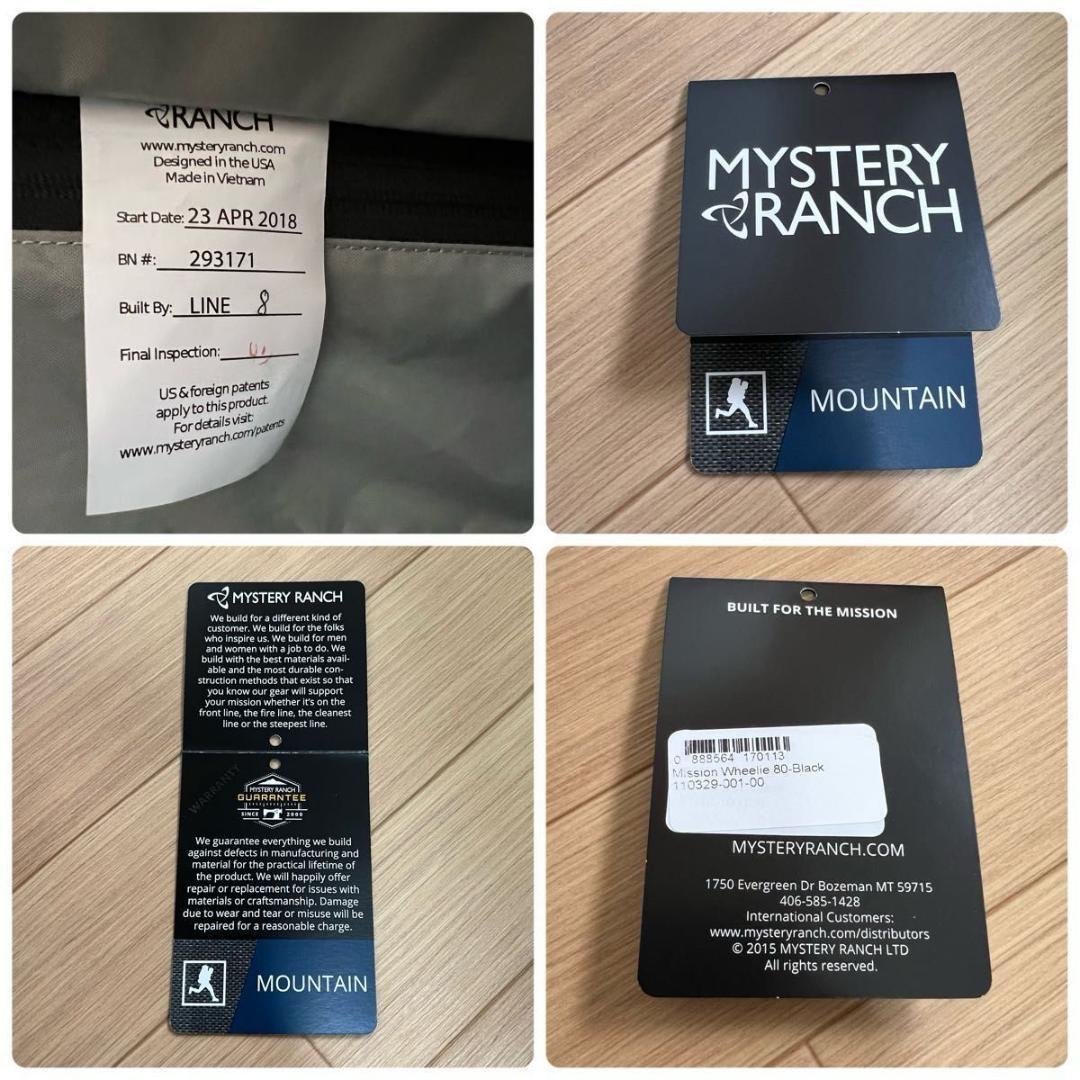 RANCH
www.mysteryranch.com
Designed in the USA
Made in Vietnam
Start Date: 23 APR 2018
BN #: 293171
Built By: LINE 8
Final Inspection:
US & foreign patents
apply to this product.
For details visit:
www.mysteryranch.com/patents
MYSTERY
RANCH
MOUNTAIN
MYSTERY RANCH
We build for a different kind of
customer. We build for the folks
who inspire us. We build for men
and women with a job to do. We
build with the best materials avail-
able and the most durable con-
struction methods that exist so that
you know our gear will support
your mission whether it's on the
front line, the fire line, the cleanest
line or the steepest line.
WARRANTY
MYSTERY RANCH
GUARANTEE
SINCE 2000
We guarantee everything we build
against defects in manufacturing and
material for the practical lifetime of
the product. We will happily offer
repair or replacement for issues with
materials or craftsmanship. Damage
due to wear and tear or misuse will be
repaired for a reasonable charge.
MOUNTAIN
BUILT FOR THE MISSION
0 888564 170113
Mission Wheelie 80-Black
110329-001-00
MYSTERYRANCH.COM
1750 Evergreen Dr Bozeman MT 59715
406-585-1428
International Customers:
www.mysteryranch.com/distributors
© 2015 MYSTERY RANCH LTD
All rights reserved.